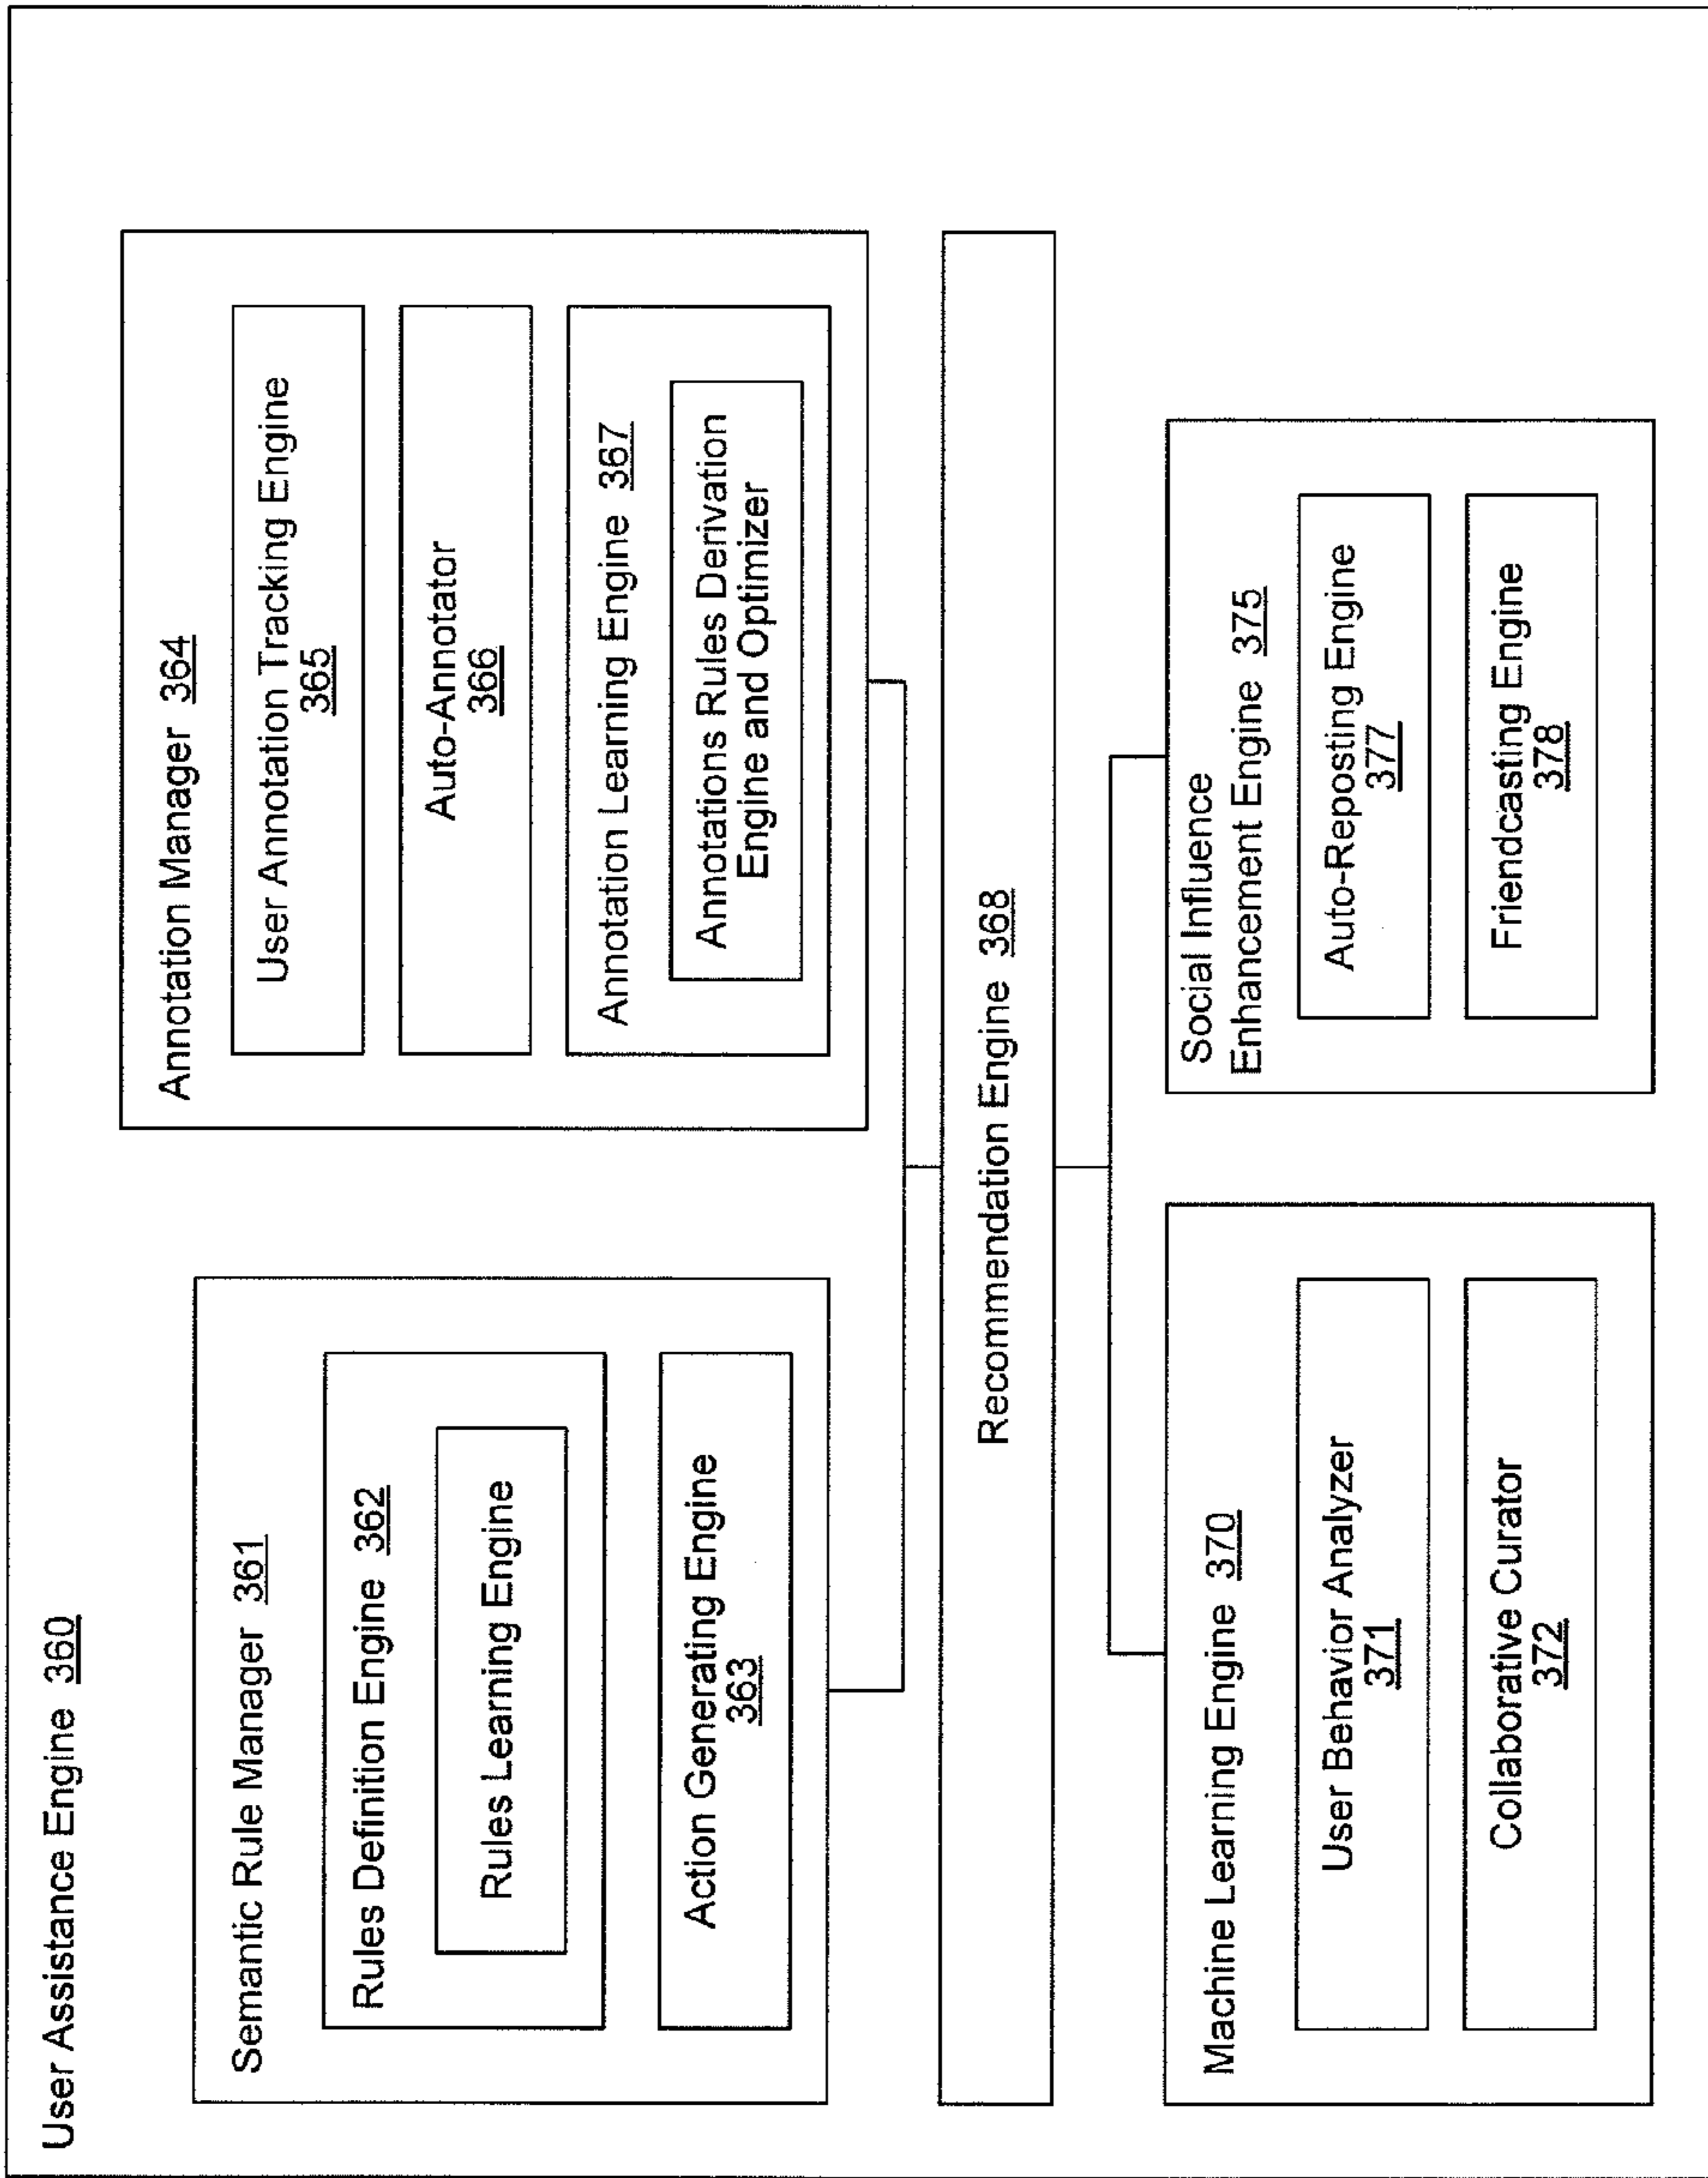 User Assistance Engine 360
Semantic Rule Manager 361
Rules Definition Engine 362
Rules Learning Engine
Action Generating Engine
363
Annotation Manager 364
User Annotation Tracking Engine
365
Auto-Annotator
366
Annotation Learning Engine 367
Annotations Rules Derivation
Engine and Optimizer
Recommendation Engine 368
Machine Learning Engine 370
User Behavior Analyzer
371
Collaborative Curator
372
Social Influence
Enhancement Engine 375
Auto-Reposting Engine
377
Friendcasting Engine
378